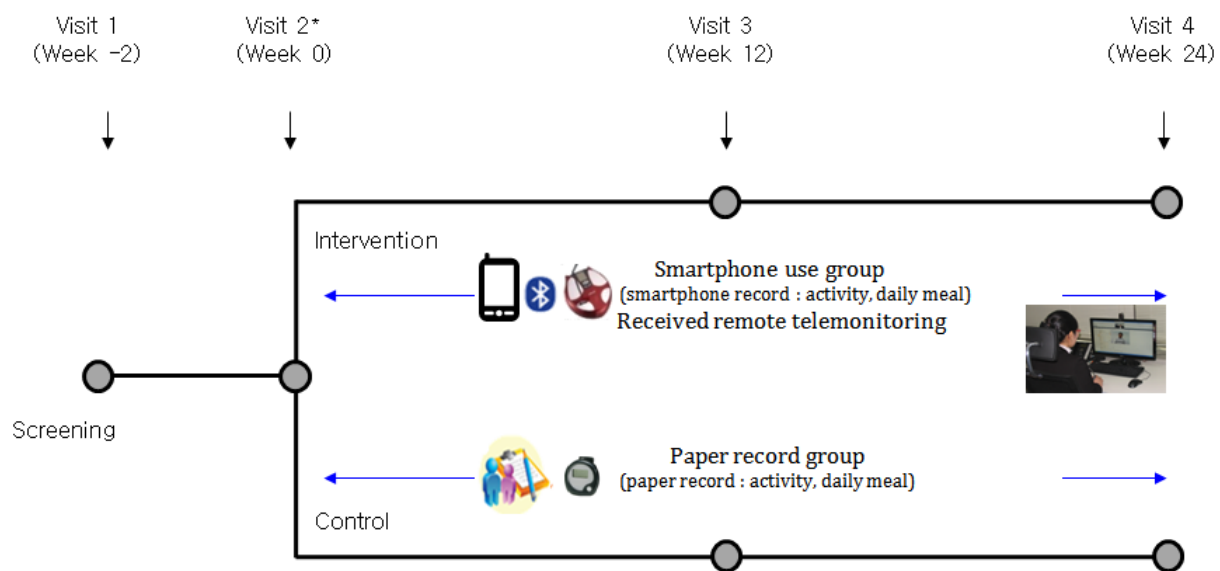 Visit 1
(Week -2)
Visit 2*
(Week 0)
Visit 3
(Week 12)
Visit 4
(Week 24)
Intervention
Smartphone use group
(smartphone record : activity, daily meal)
Received remote telemonitoring
Screening
Paper record group
(paper record : activity, daily meal)
Control